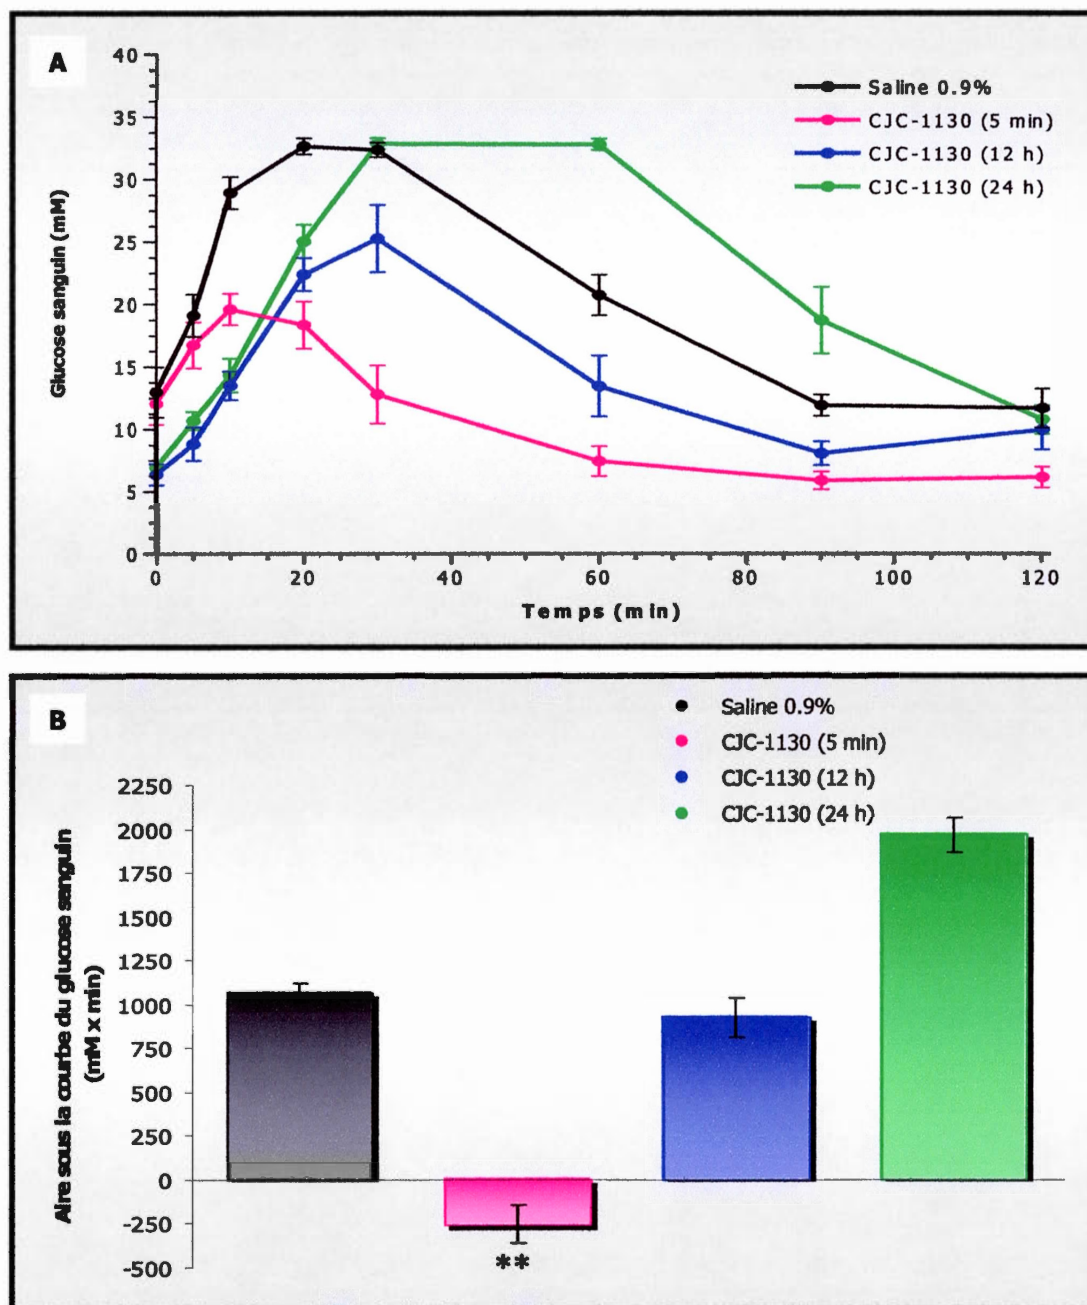 A
40
35
30
25
20
15
10
5
0
Glucose sanguin (mM)
Saline 0.9%
CJC-1130 (5 min)
CJC-1130 (12 h)
CJC-1130 (24 h)
0 20 40 60 80 100 120
Temps (min)
B
Saline 0.9%
CJC-1130 (5 min)
CJC-1130 (12 h)
CJC-1130 (24 h)
Aire sous la courbe du glucose sanguin
(mM x min)
2250
2000
1750
1500
1250
1000
750
500
250
0
-250
-500
**